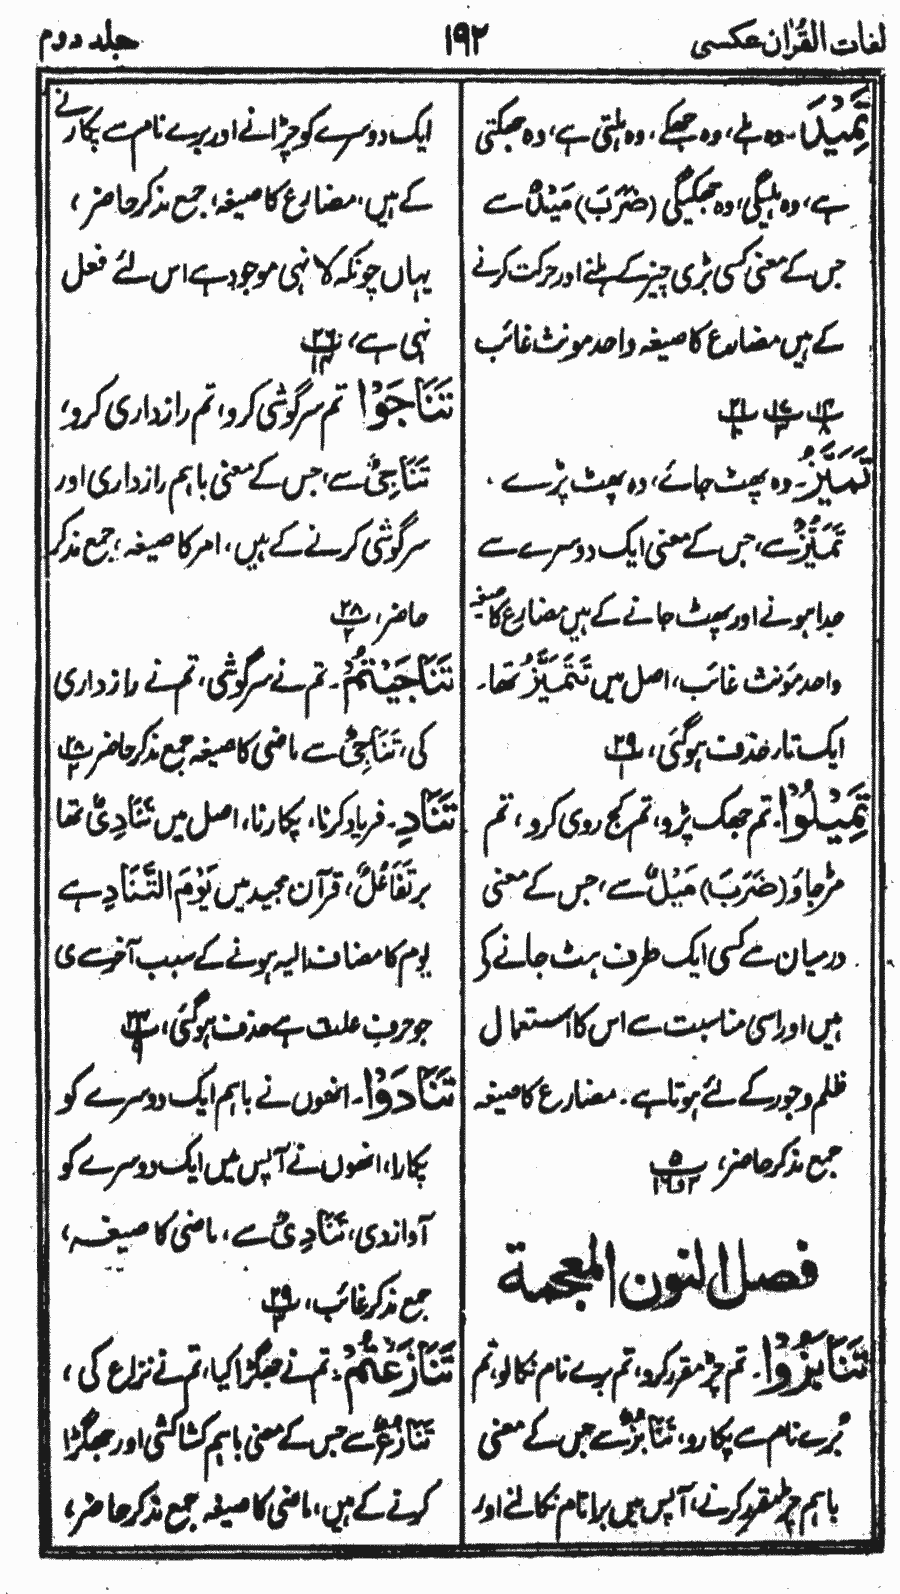 لغات القرآن عکسی
۱۹۲
جلد دوم
تَمِیْدَ۔ وہ ہلے، وہ جھکے، وہ ہلتی ہے، وہ جھکتی
ہے، وہ ہلیگی، وہ جھکیگی (ضَرَبَ) مَیْدٌ سے
جس کے معنی کسی بڑی چیز کے ہلنے اور حرکت کرنے
کے ہیں مضارع کا صیغہ واحد مونث غائب
تَمَیَّزُ۔ وہ پھٹ جائے، وہ پھٹ پڑے۔
تَمَیُّزٌ سے، جس کے معنی ایک دوسرے سے
جدا ہونے اور پھٹ جانے کے ہیں مضارع کا صیغہ
واحد مؤنث غائب، اصل میں تَتَمَیَّزُ تھا۔
ایک تار حذف ہوگئی، ۲۹ ۱
تَمِیْلُوْا۔ تم جھک پڑو، تم کج روی کرو، تم
مڑجاؤ (ضَرَبَ) مَیْلٌ سے، جس کے معنی
درمیان سے کسی ایک طرف ہٹ جانے کے
ہیں اور اسی مناسبت سے اس کا استعمال
ظلم وجور کے لئے ہوتا ہے۔ مضارع کا صیغہ
جمع مذکر حاضر،
فصل النون المعجمة
تَنَابَزُوْا۔ تم چڑ مقرر کرو، تم برے نام نکالو، تم
بُرے نام سے پکارو، تَنَابُزٌ سے جس کے معنی
باہم چڑ مقرر کرنے، آپس میں برا نام نکالنے اور
ایک دوسرے کو چڑانے اور برے نام سے پکارنے
کے ہیں، مضارع کا صیغہ، جمع مذکر حاضر،
یہاں چونکہ لا نہی موجود ہے اس لئے فعل
نہی ہے،
تَنَاجَوْا تم سرگوشی کرو، تم رازداری کرو،
تَنَاجِیْ سے، جس کے معنی باہم رازداری اور
سرگوشی کرنے کے ہیں، امر کا صیغہ، جمع مذکر
حاضر، ۲۸ ۲
تَنَاجَیْتُمْ۔ تم نے سرگوشی، تم نے رازداری
کی، تَنَاجِیْ سے ماضی کا صیغہ جمع مذکر حاضر ۲۸ ۲
تَنَادِ۔ فریاد کرنا، پکارنا، اصل میں تَنَادِیْ تھا
بر تَفَاعُلٌ، قرآن مجید میں یَوْمَ التَّنَادِ ہے
یوم کا مضاف الیہ ہونے کے سبب آخر سے ی
جو حرف علت ہے حذف ہوگئی،
تَنَادَوْا۔ انھوں نے باہم ایک دوسرے کو
پکارا، انھوں نے آپس میں ایک دوسرے کو
آواز دی، تَنَادِیْ سے، ماضی کا صیغہ،
جمع مذکر غائب،
تَنَازَعْتُمْ۔ تم نے جھگڑا کیا، تم نے نزاع کی،
تَنَازُعٌ سے جس کے معنی باہم کشاکشی اور جھگڑا
کرنے کے ہیں، ماضی کا صیغہ جمع مذکر حاضر،